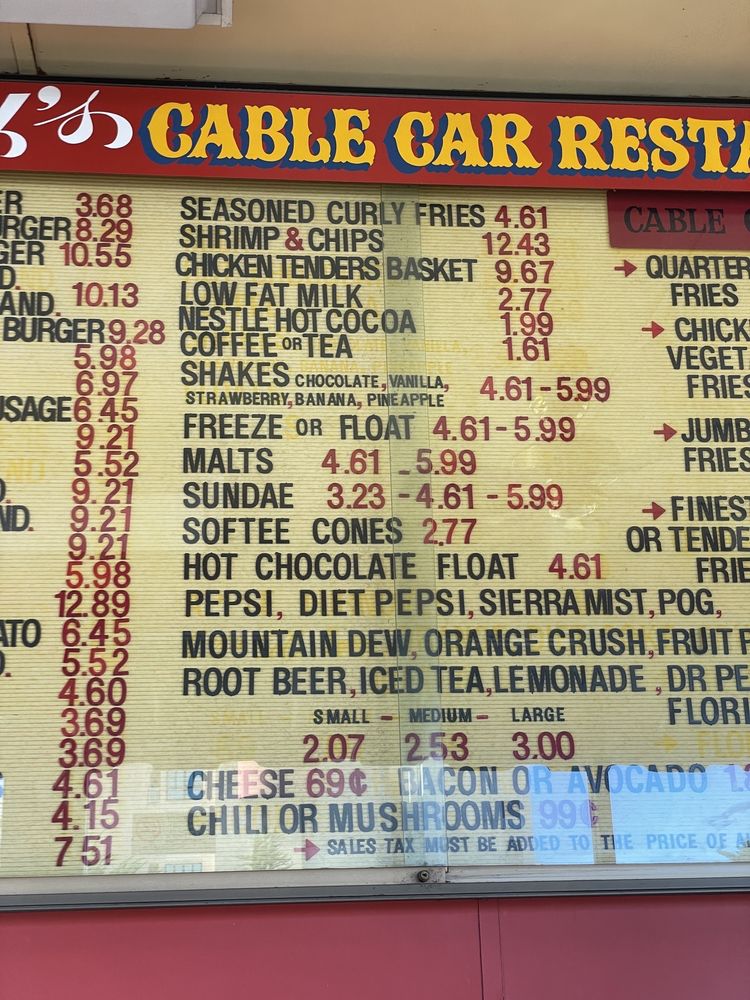 's CABLE CAR RESTA
3.68
8.29
10.55
10.13
BURGER 9.28
5.98
6.97
6.45
9.21
5.52
9.21
9.21
9.21
5.98
12.89
6.45
5.52
4.60
3.69
3.69
4.61
4.15
7 51
SEASONED CURLY FRIES 4.61
SHRIMP & CHIPS 12.43
CHICKEN TENDERS BASKET 9.67
LOW FAT MILK 2.77
NESTLE HOT COCOA 1.99
COFFEE OR TEA 1.61
SHAKES CHOCOLATE, VANILLA, 4.61-5.99
STRAWBERRY, BANANA, PINEAPPLE
FREEZE OR FLOAT 4.61-5.99
MALTS 4.61 - 5.99
SUNDAE 3.23 - 4.61 - 5.99
SOFTEE CONES 2.77
HOT CHOCOLATE FLOAT 4.61
PEPSI, DIET PEPSI, SIERRA MIST, POG,
MOUNTAIN DEW, ORANGE CRUSH, FRUIT
ROOT BEER, ICED TEA, LEMONADE, DR PE
SMALL - MEDIUM - LARGE
2.07 2.53 3.00
CHEESE 69¢ BACON OR AVOCADO
CHILI OR MUSHROOMS 99¢
→ SALES TAX MUST BE ADDED TO THE PRICE OF
CABLE C
→ QUARTER
FRIES
→ CHICK
VEGET
FRIES
→ JUMB
FRIES
→ FINEST
OR TENDE
FRIE
FLORI